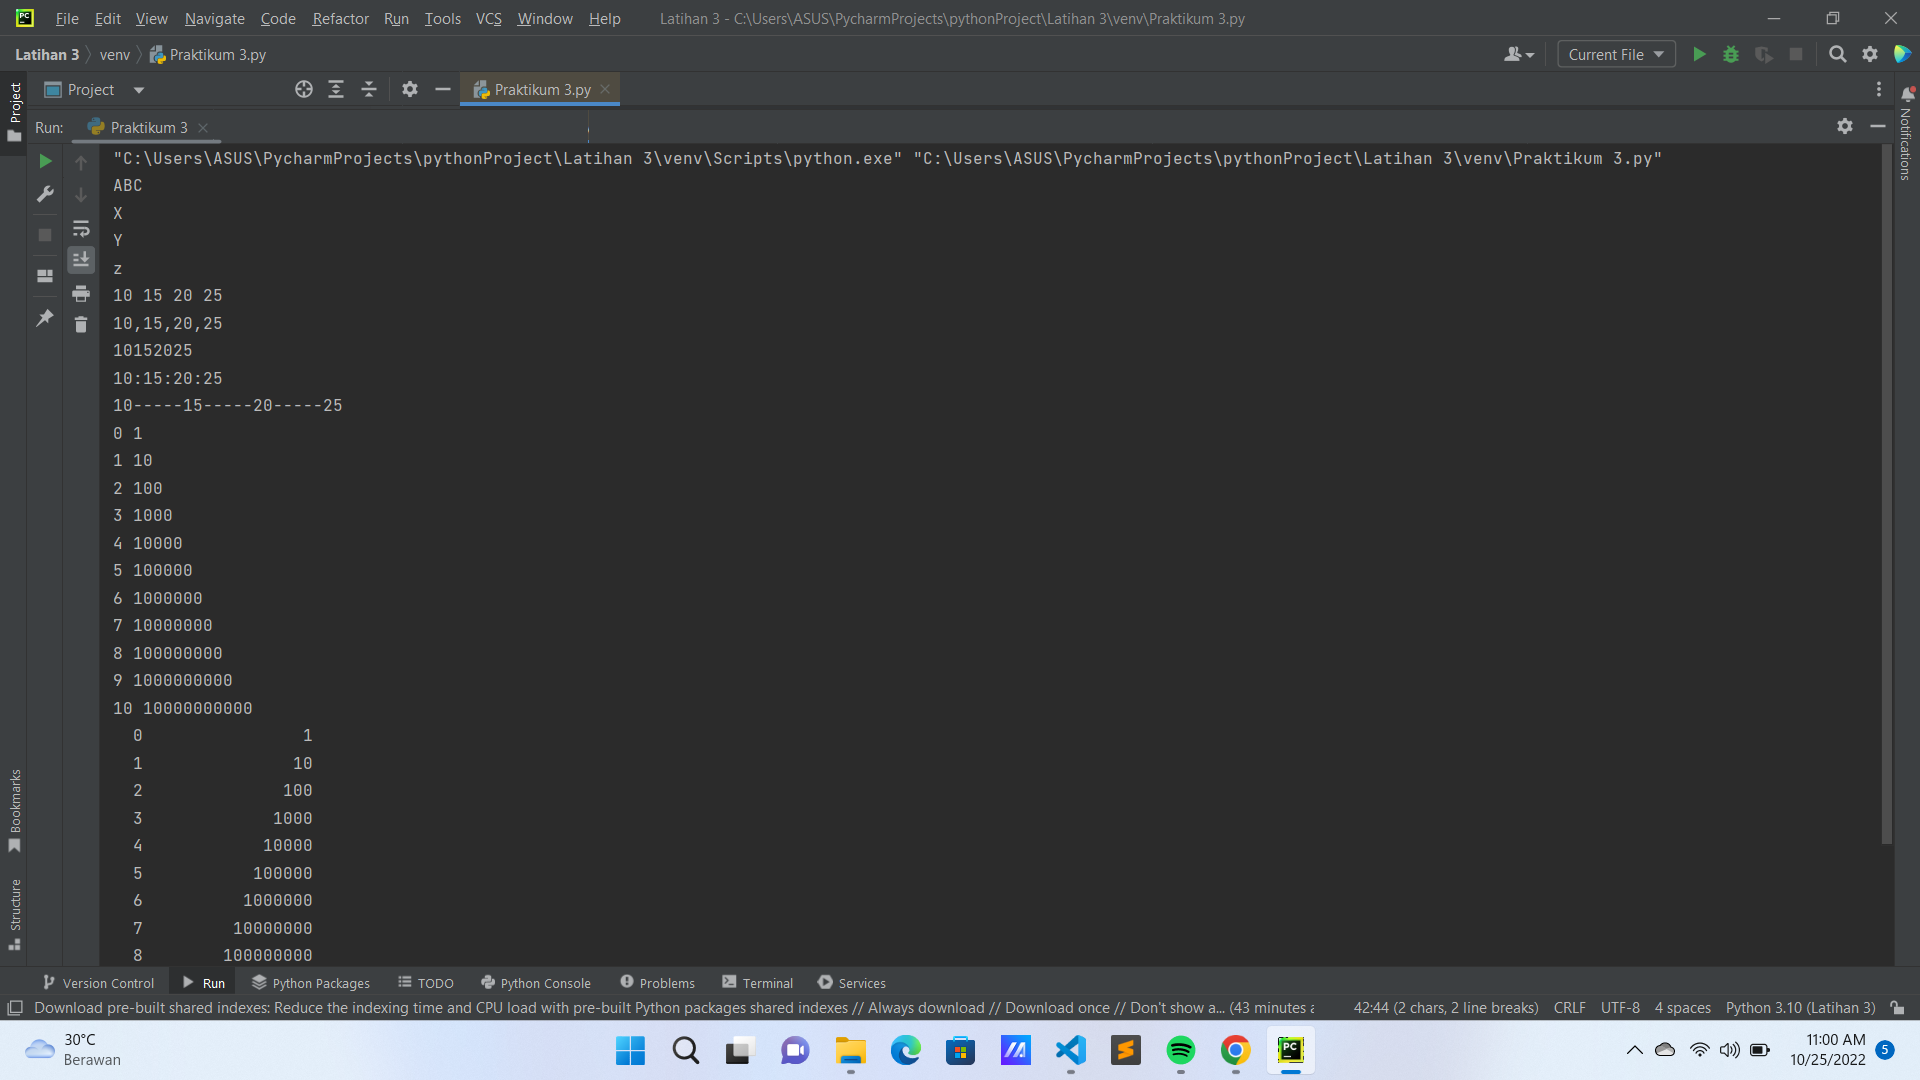 File Edit View Navigate Code Refactor Run Tools VCS Window Help Latihan 3 - C:\Users\ASUS\PycharmProjects\pythonProject\Latihan 3\venv\Praktikum 3.py
Latihan 3 venv Praktikum 3.py Current File
Project Praktikum 3.py
Run: Praktikum 3
"C:\Users\ASUS\PycharmProjects\pythonProject\Latihan 3\venv\Scripts\python.exe" "C:\Users\ASUS\PycharmProjects\pythonProject\Latihan 3\venv\Praktikum 3.py"
ABC
X
Y
z
10 15 20 25
10,15,20,25
10152025
10:15:20:25
10-----15-----20-----25
0 1
1 10
2 100
3 1000
4 10000
5 100000
6 1000000
7 10000000
8 100000000
9 1000000000
10 10000000000
  0                1
  1               10
  2              100
  3             1000
  4            10000
  5           100000
  6          1000000
  7         10000000
  8        100000000
Project
Bookmarks
Structure
Notifications
Version Control Run Python Packages TODO Python Console Problems Terminal Services
Download pre-built shared indexes: Reduce the indexing time and CPU load with pre-built Python packages shared indexes // Always download // Download once // Don't show a... (43 minutes a 42:44 (2 chars, 2 line breaks) CRLF UTF-8 4 spaces Python 3.10 (Latihan 3)
30°C
Berawan
PC
11:00 AM
10/25/2022
5